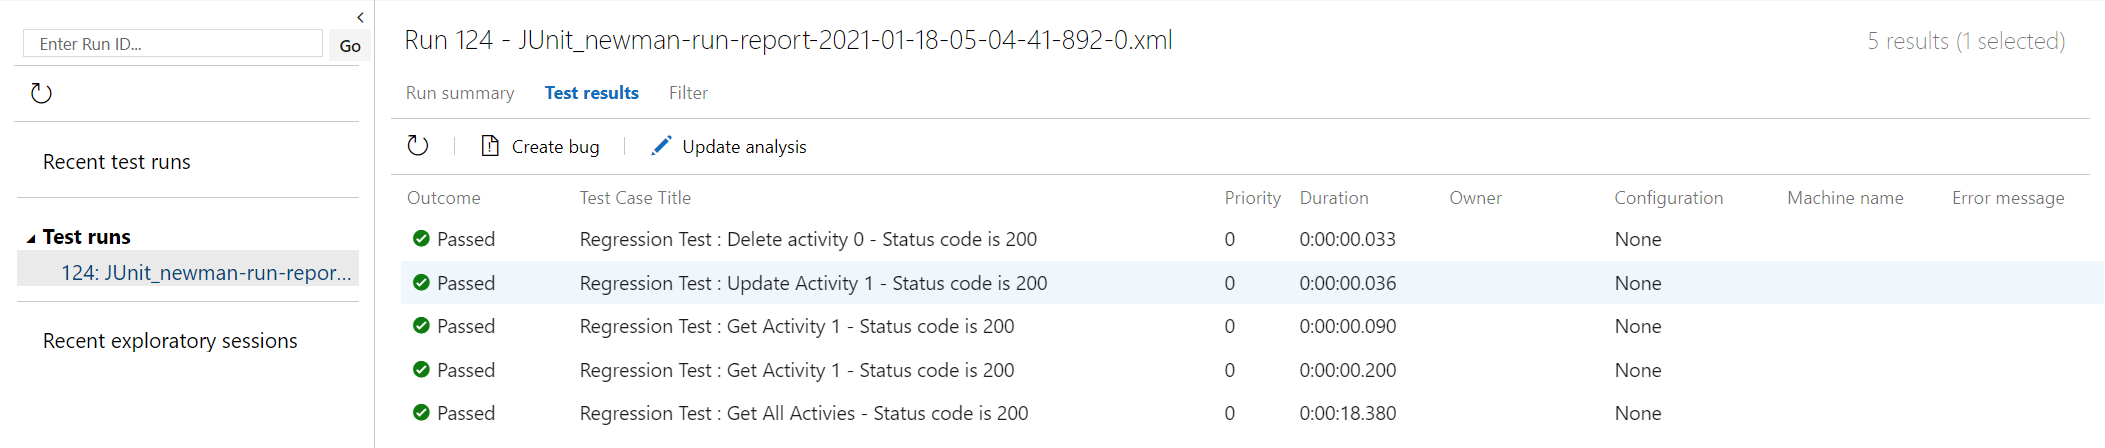 Enter Run ID...
Go
Recent test runs
Test runs
124: JUnit_newman-run-repor...
Recent exploratory sessions
Run 124 - JUnit_newman-run-report-2021-01-18-05-04-41-892-0.xml
5 results (1 selected)
Run summary Test results Filter
Create bug Update analysis
Outcome Test Case Title Priority Duration Owner Configuration Machine name Error message
Passed Regression Test : Delete activity 0 - Status code is 200 0 0:00:00.033 None
Passed Regression Test : Update Activity 1 - Status code is 200 0 0:00:00.036 None
Passed Regression Test : Get Activity 1 - Status code is 200 0 0:00:00.090 None
Passed Regression Test : Get Activity 1 - Status code is 200 0 0:00:00.200 None
Passed Regression Test : Get All Activies - Status code is 200 0 0:00:18.380 None